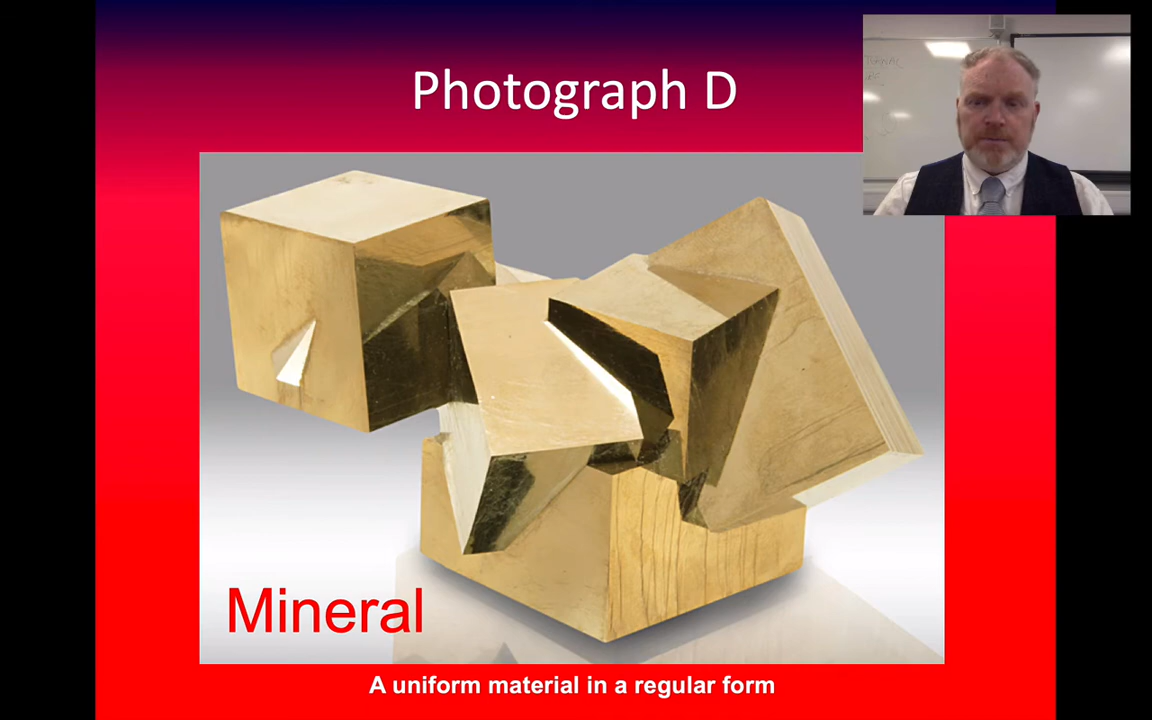 Photograph D
Mineral
A uniform material in a regular form